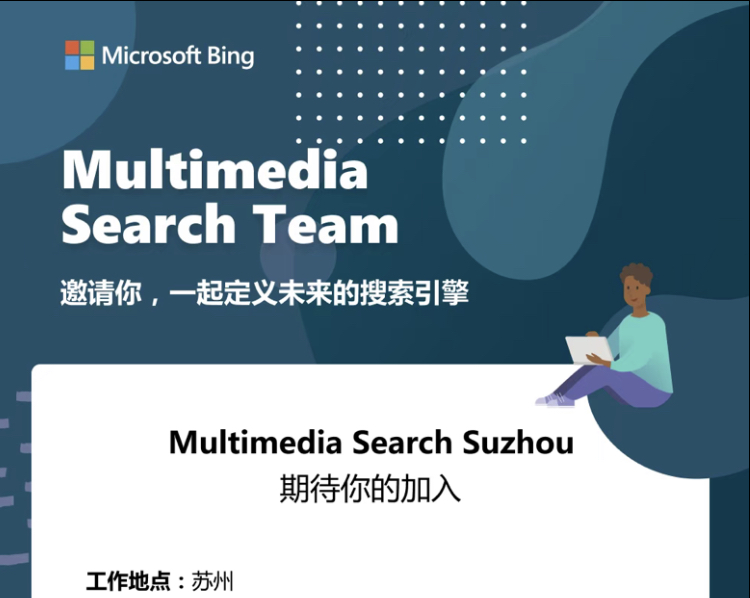 Microsoft Bing
Multimedia
Search Team
邀请你，一起定义未来的搜索引擎
Multimedia Search Suzhou
期待你的加入
工作地点：苏州